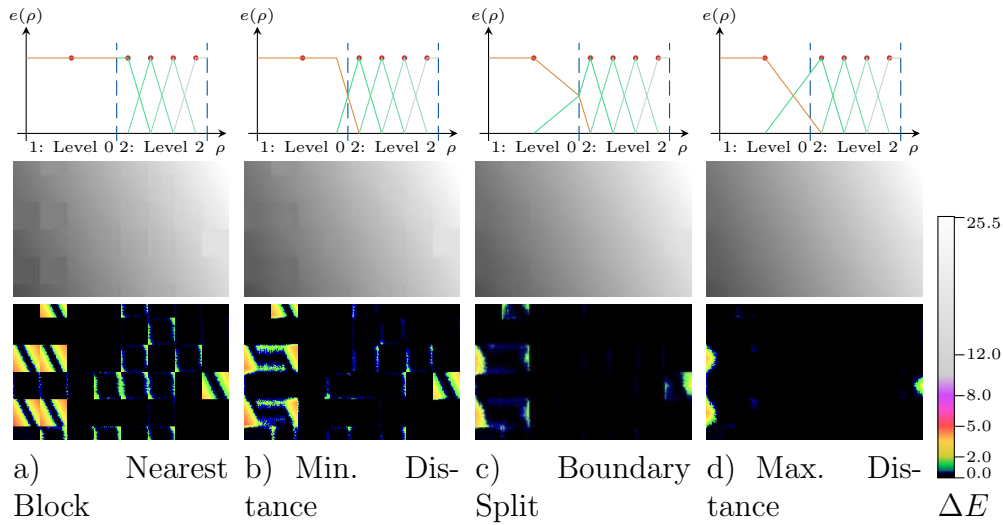 e(ρ) e(ρ) e(ρ) e(ρ)
1: Level 0 2: Level 2 ρ 1: Level 0 2: Level 2 ρ 1: Level 0 2: Level 2 ρ 1: Level 0 2: Level 2 ρ
25.5
12.0
8.0
5.0
2.0
0.0
ΔE
a) Nearest
Block
b) Min. Dis-
tance
c) Boundary
Split
d) Max. Dis-
tance